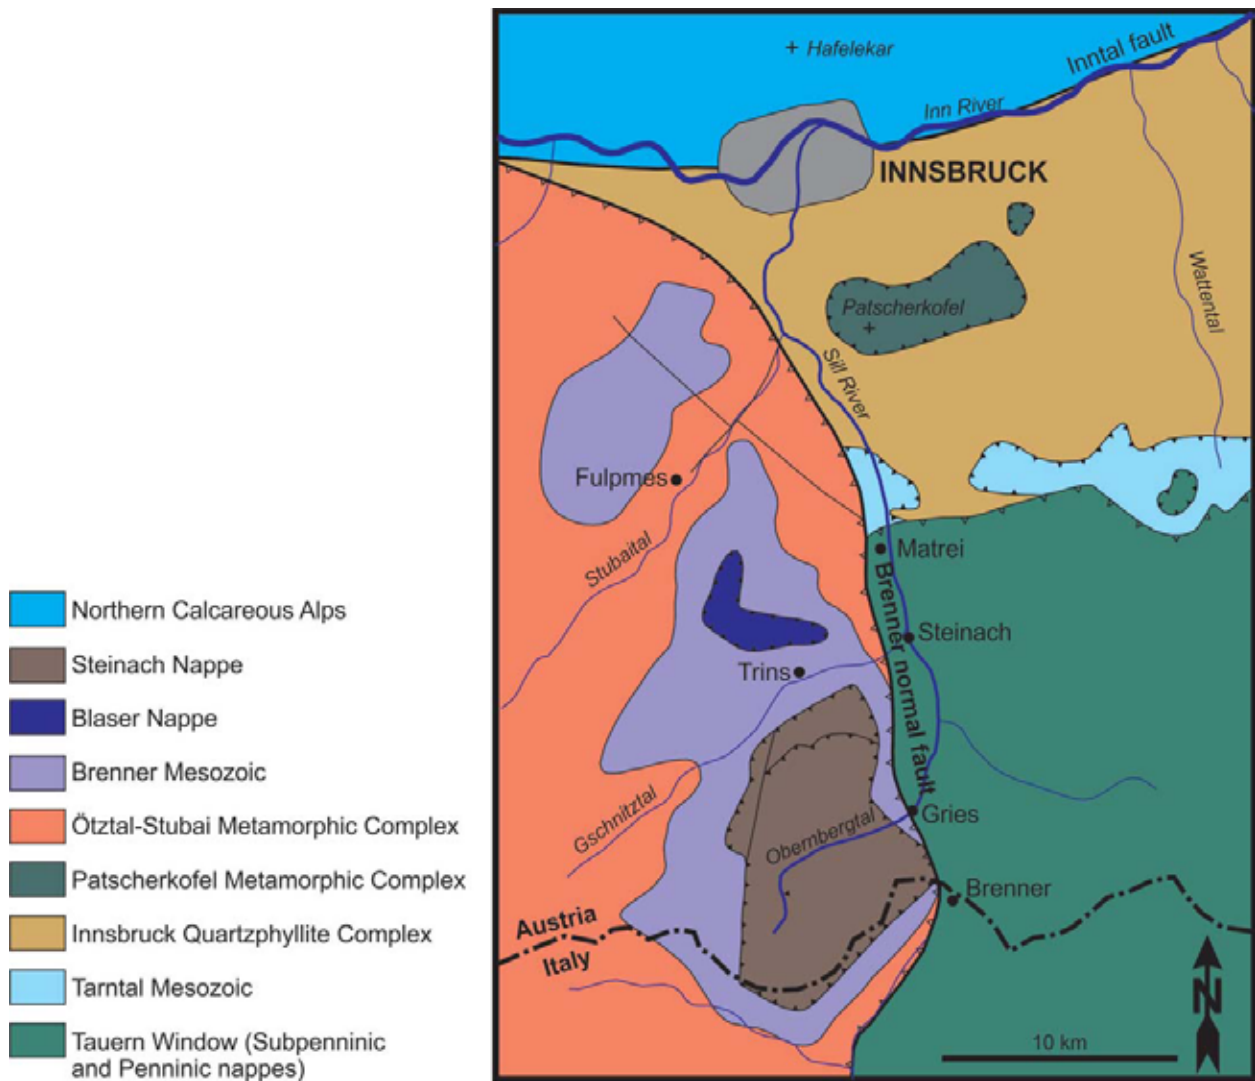 Hafelekar
Inntal fault
Inn River
INNSBRUCK
Patscherkofel
Wattental
Sill River
Fulpmes
Stubaital
Matrei
Brenner normal fault
Steinach
Trins
Gschnitztal
Obernbergtal
Gries
Brenner
Austria
Italy
N
10 km
Northern Calcareous Alps
Steinach Nappe
Blaser Nappe
Brenner Mesozoic
Ötztal-Stubai Metamorphic Complex
Patscherkofel Metamorphic Complex
Innsbruck Quartzphyllite Complex
Tarntal Mesozoic
Tauern Window (Subpenninic
and Penninic nappes)